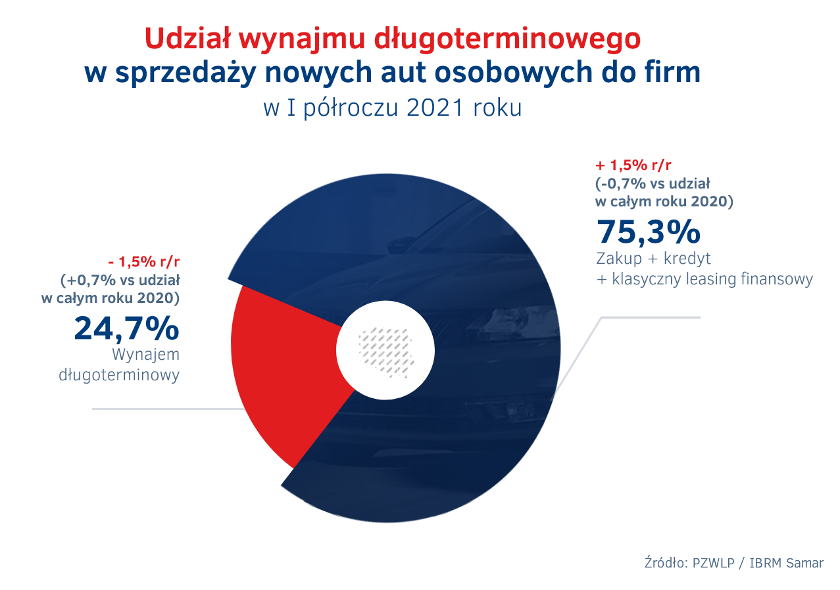 Udział wynajmu długoterminowego
w sprzedaży nowych aut osobowych do firm
w I półroczu 2021 roku
+ 1,5% r/r
(-0,7% vs udział
w całym roku 2020)
75,3%
Zakup + kredyt
+ klasyczny leasing finansowy
- 1,5% r/r
(+0,7% vs udział
w całym roku 2020)
24,7%
Wynajem
długoterminowy
Źródło: PZWLP / IBRM Samar